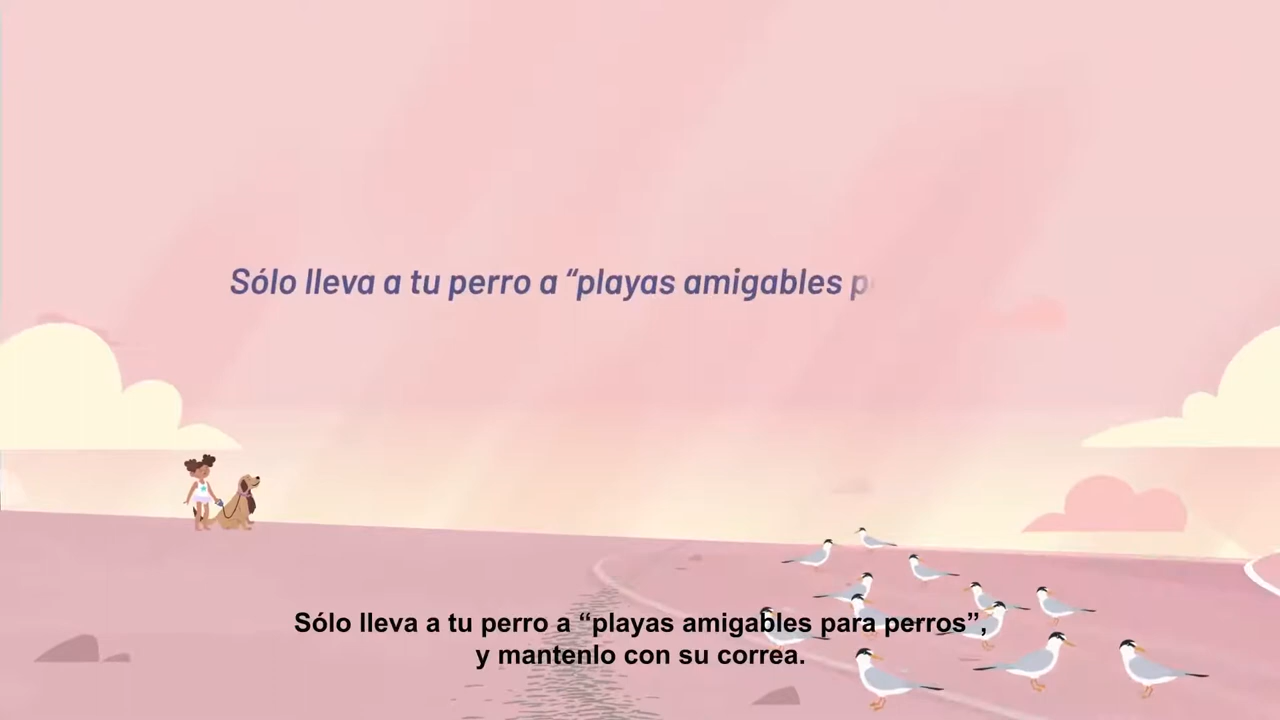 Sólo lleva a tu perro a “playas amigables
Sólo lleva a tu perro a “playas amigables para perros”,
y mantenlo con su correa.